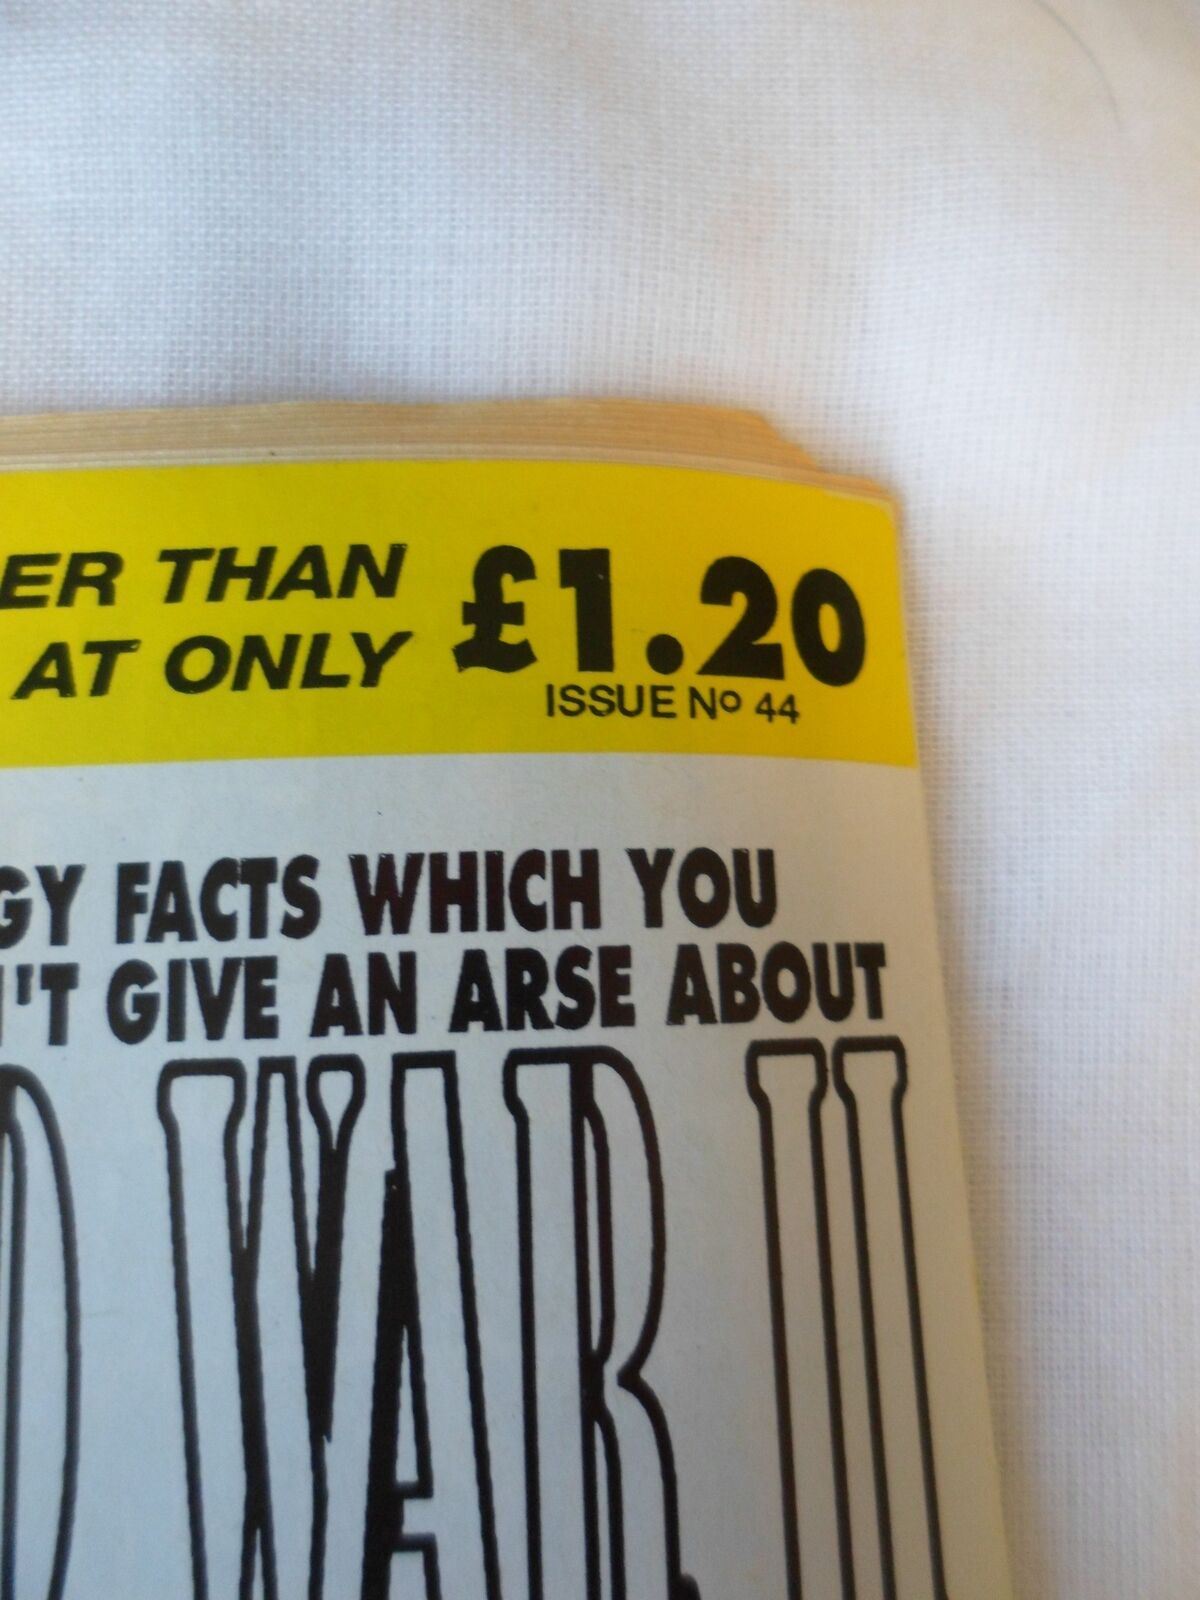 ER THAN
AT ONLY
£1.20
ISSUE Nº 44
GY FACTS WHICH YOU
'T GIVE AN ARSE ABOUT
D WAR II